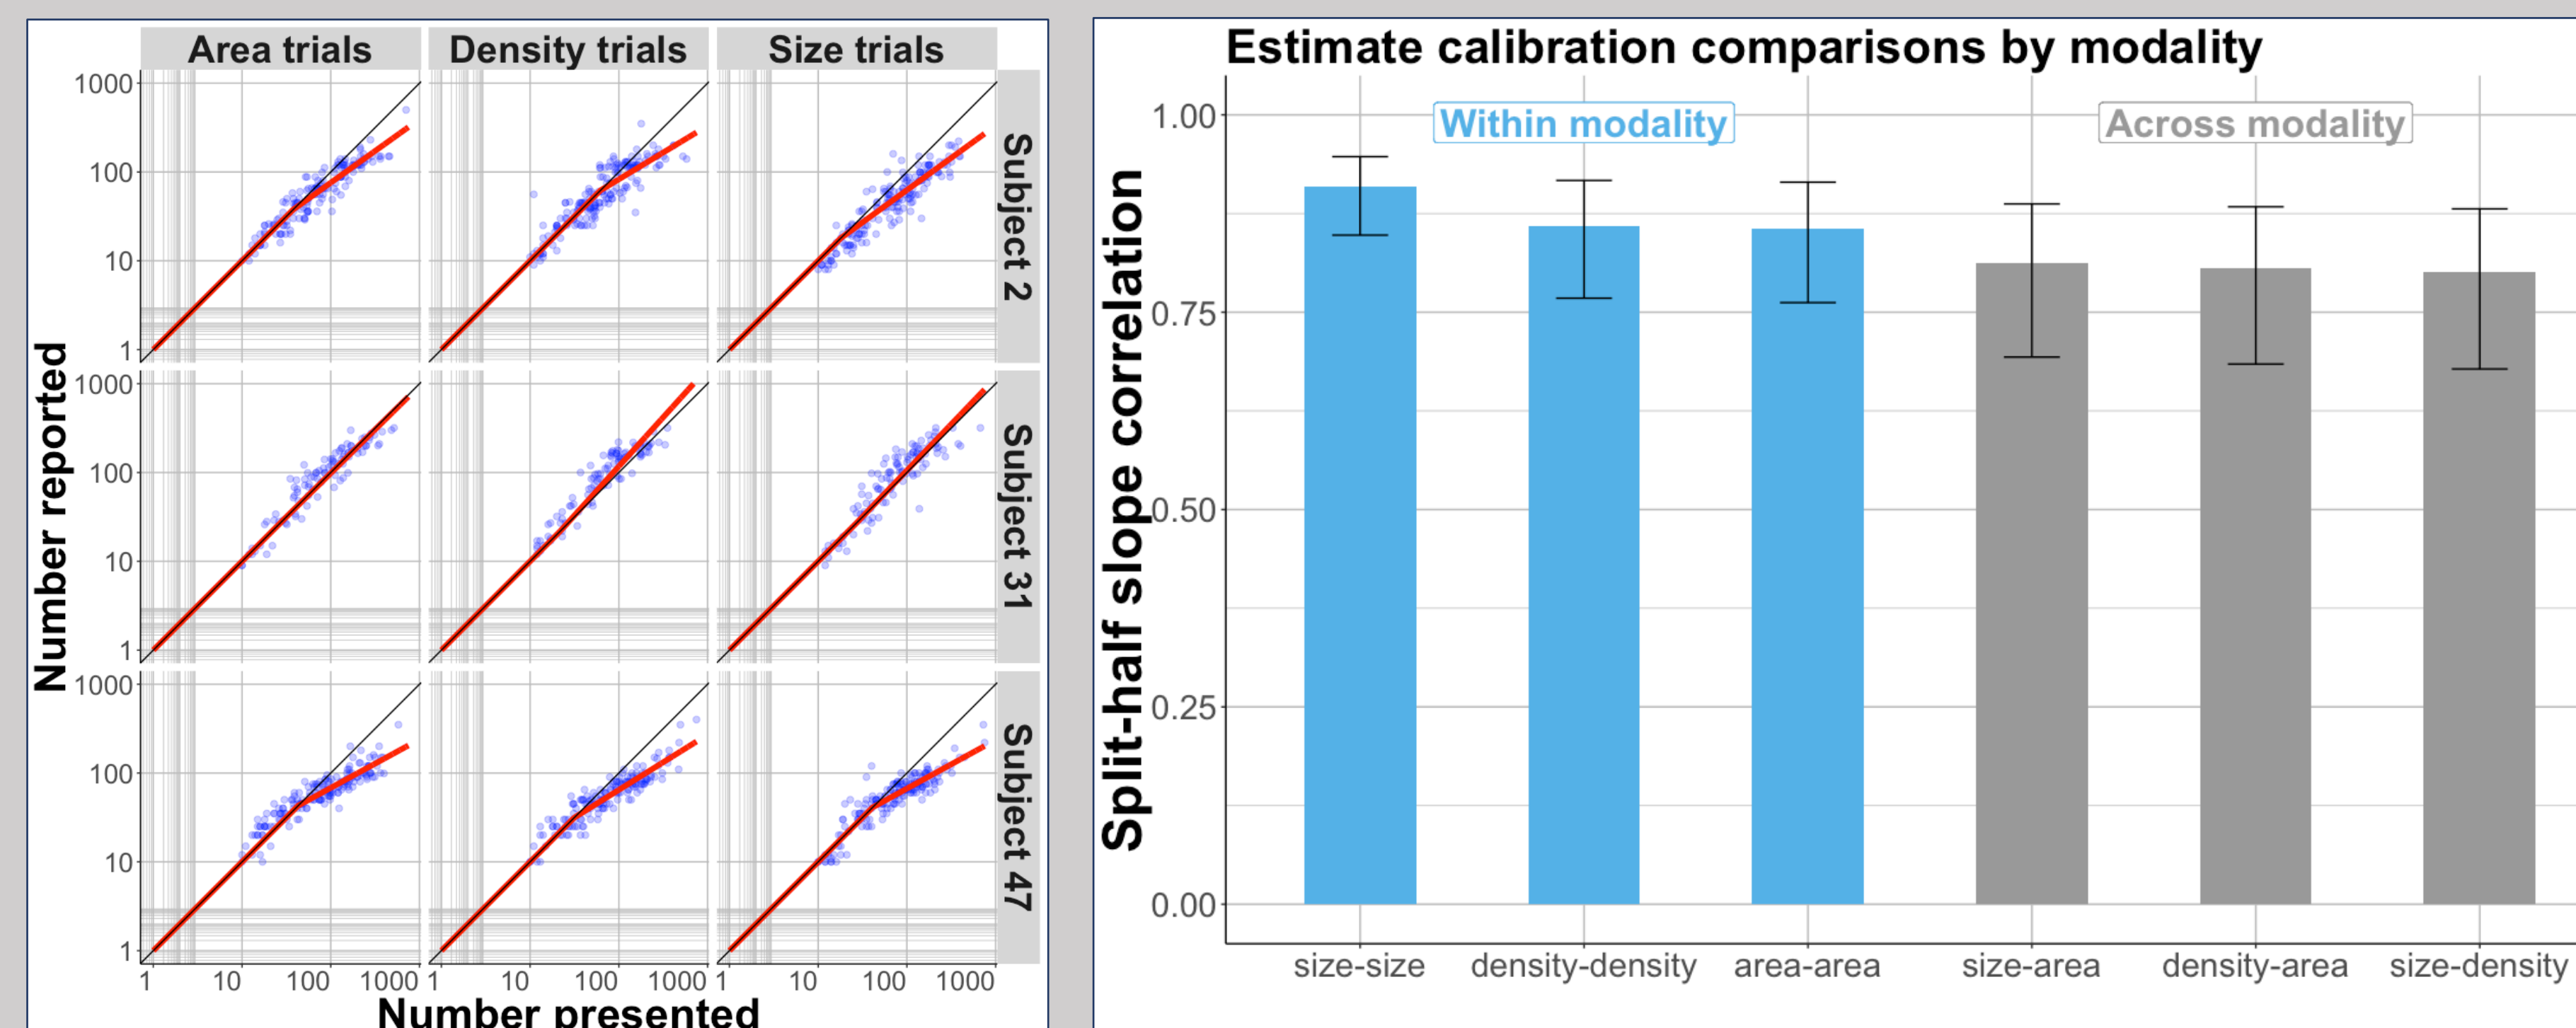 Area trials Density trials Size trials
1000
100
10
1
Subject 2
1000
100
10
1
Subject 31
1000
100
10
1
Subject 47
Number reported
1 10 100 1000 1 10 100 1000 1 10 100 1000
Number presented
Estimate calibration comparisons by modality
Within modality Across modality
1.00
0.75
0.50
0.25
0.00
Split-half slope correlation
size-size density-density area-area size-area density-area size-density